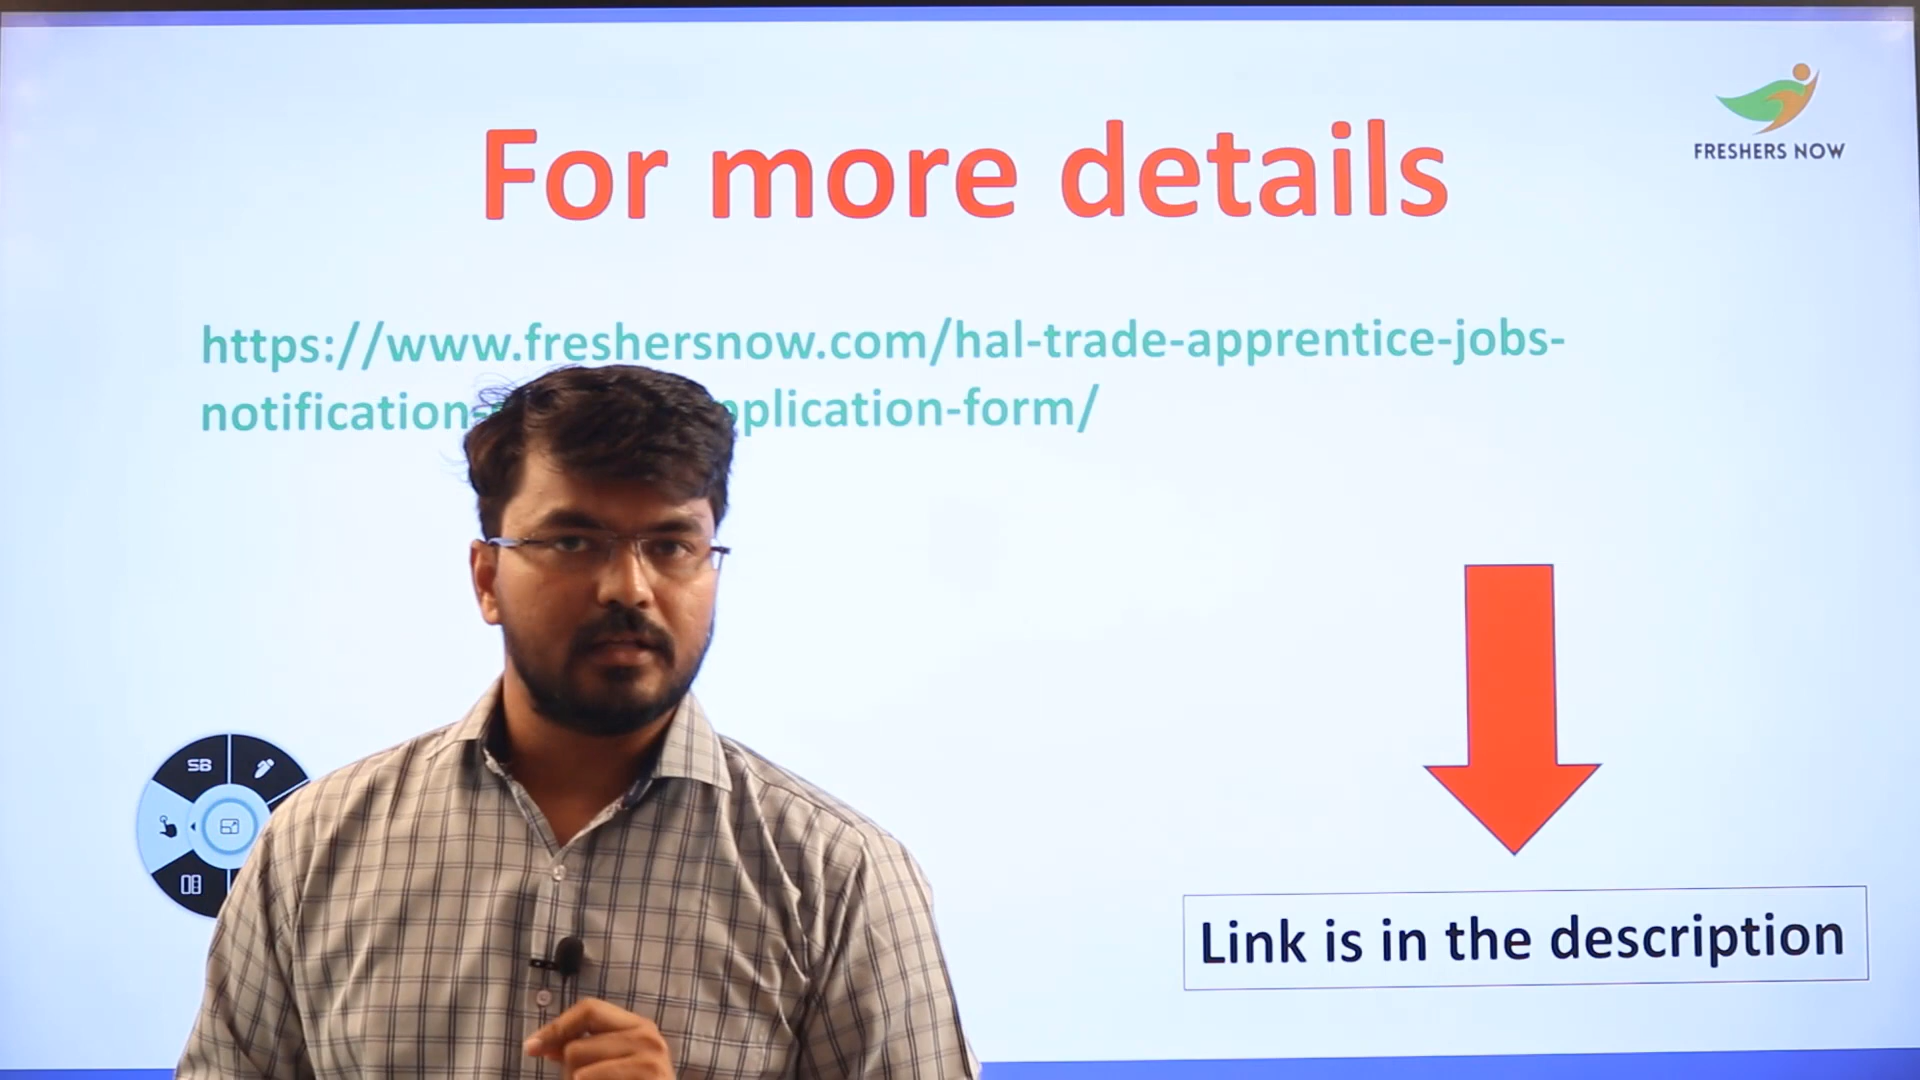 FRESHERS NOW
For more details
https://www.freshersnow.com/hal-trade-apprentice-jobs-
notification- pplication-form/
SB
Link is in the description